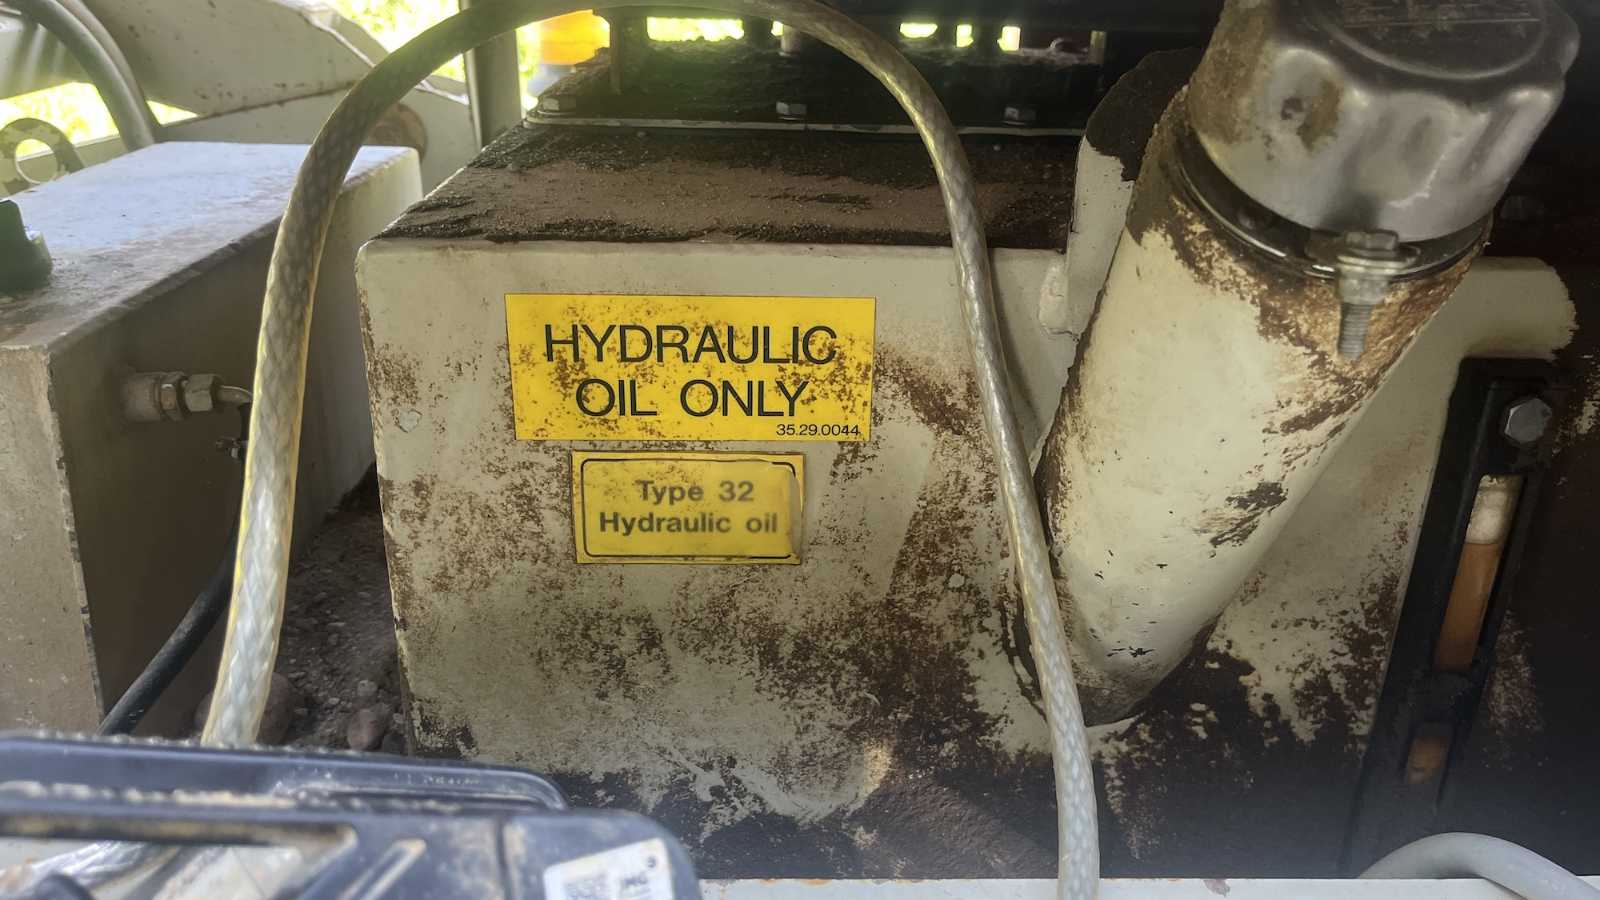 HYDRAULIC
OIL ONLY
35.29.0044
Type 32
Hydraulic oil